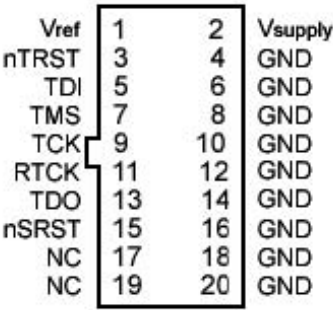 Vref 1 2 Vsupply
nTRST 3 4 GND
TDI 5 6 GND
TMS 7 8 GND
TCK 9 10 GND
RTCK 11 12 GND
TDO 13 14 GND
nSRST 15 16 GND
NC 17 18 GND
NC 19 20 GND